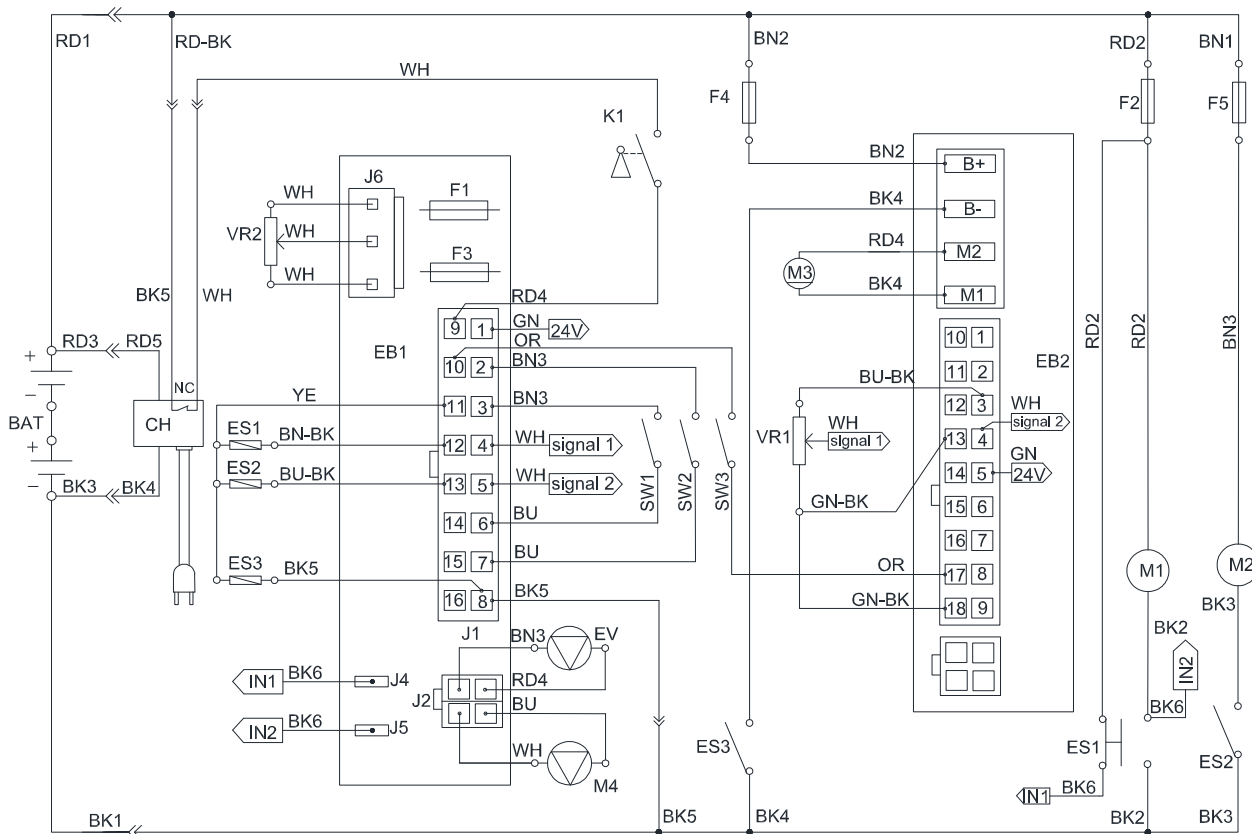 RD1 RD-BK BN2 RD2 BN1
WH
F4 F2 F5
K1
BN2
J6 B+
WH F1 BK4 B-
VR2 WH RD4 M2
F3 M3
WH BK4 M1
BK5 WH RD4
RD2 RD2 BN3
9 1 GN 24V
OR 10 1
RD3 RD5 EB1 10 2 BN3 EB2
+ 11 2
NC BU-BK
− YE 11 3 BN3 12 3 WH
signal 2
BAT CH ES1 BN-BK 12 4 WH signal 1 VR1 WH signal 1 13 4
+ GN
ES2 BU-BK 13 5 WH signal 2 14 5 24V
− BK3 BK4 SW1 SW2 SW3 GN-BK
14 6 BU 15 6
15 7 BU 16 7
ES3 BK5 OR 17 8 M1 M2
16 8 BK5 GN-BK 18 9 BK3
J1 BN3 EV BK2
IN1 BK6 J4 RD4 IN2
J2 BU
IN2 BK6 J5 BK6
WH ES3 ES1 ES2
M4 IN1 BK6
BK1 BK5 BK4 BK2 BK3